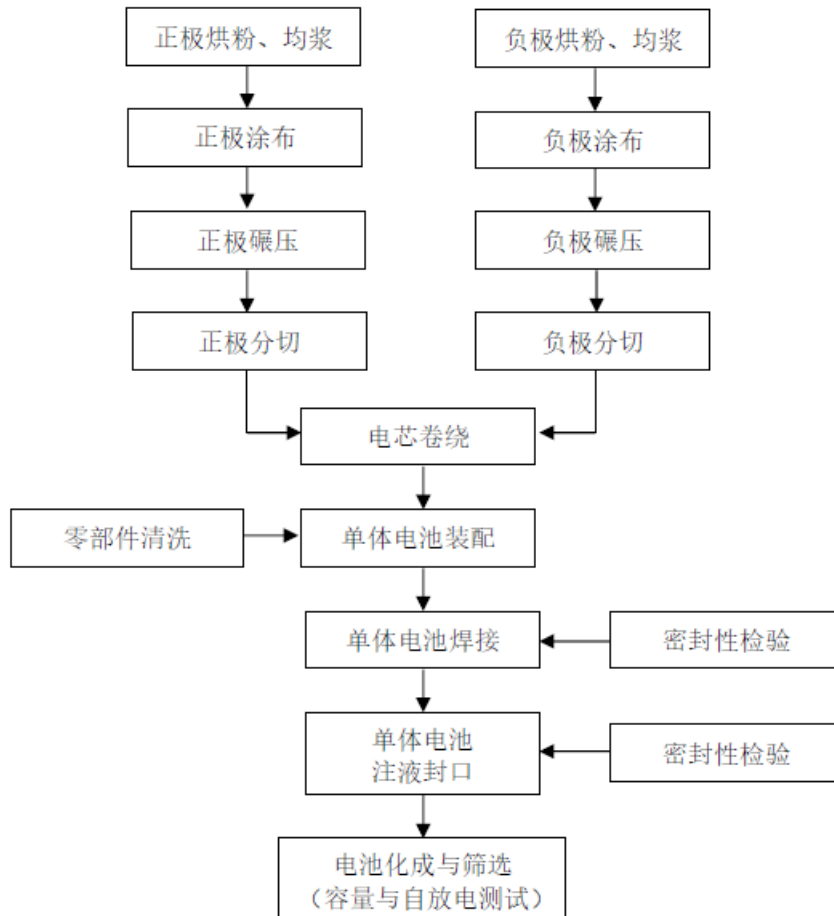 正极烘粉、均浆
负极烘粉、均浆
正极涂布
负极涂布
正极碾压
负极碾压
正极分切
负极分切
电芯卷绕
零部件清洗
单体电池装配
单体电池焊接
密封性检验
单体电池
注液封口
密封性检验
电池化成与筛选
（容量与自放电测试）